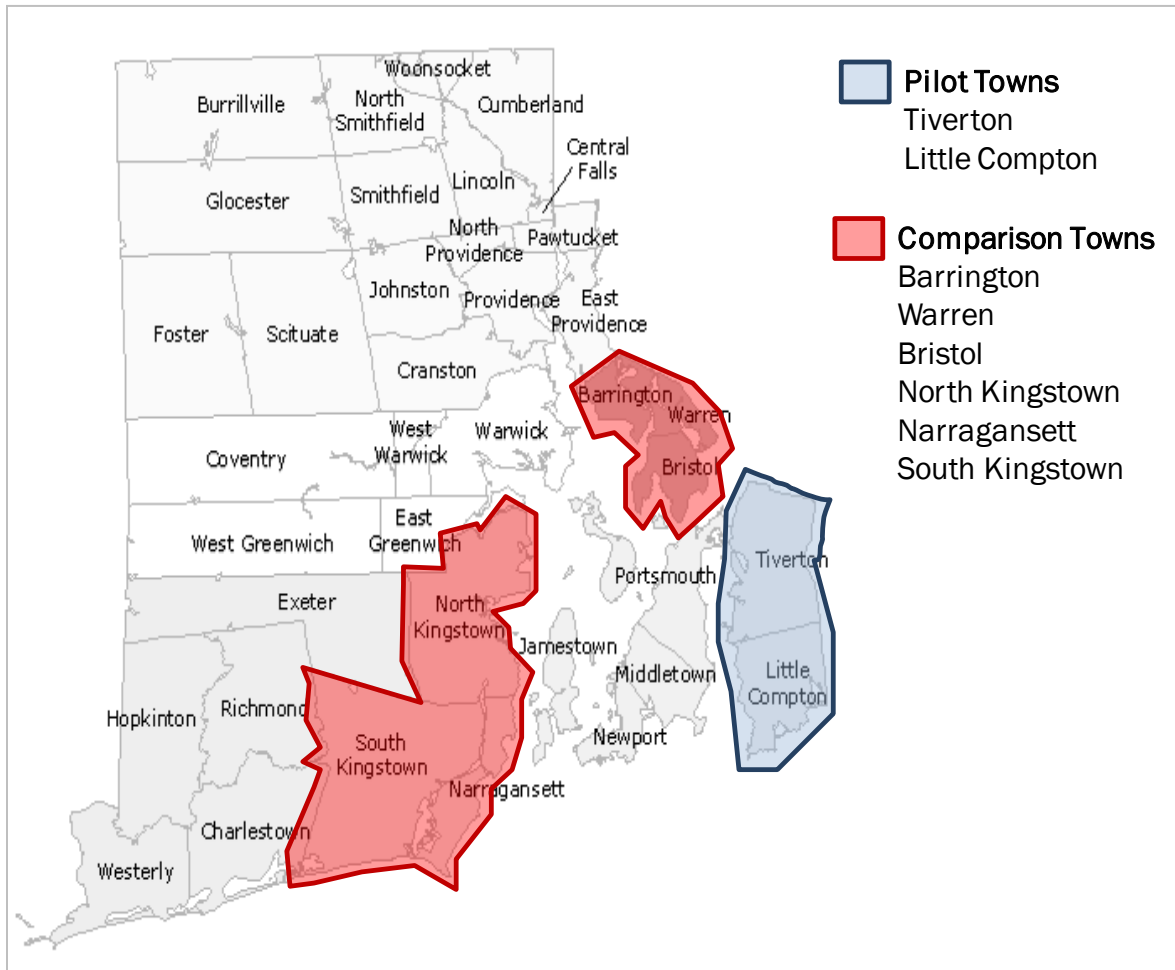 Woonsocket
Burrillville
North
Smithfield
Cumberland
Central
Falls
Lincoln
Smithfield
Glocester
North
Providence
Pawtucket
Johnston
Providence
East
Providence
Foster
Scituate
Cranston
Barrington
Warren
West
Warwick
Warwick
Coventry
Bristol
East
Greenwich
West Greenwich
Tiverton
Portsmouth
Exeter
North
Kingstown
Jamestown
Middletown
Little
Compton
Hopkinton
Richmond
South
Kingstown
Newport
Narragansett
Charlestown
Westerly
Pilot Towns
Tiverton
Little Compton
Comparison Towns
Barrington
Warren
Bristol
North Kingstown
Narragansett
South Kingstown